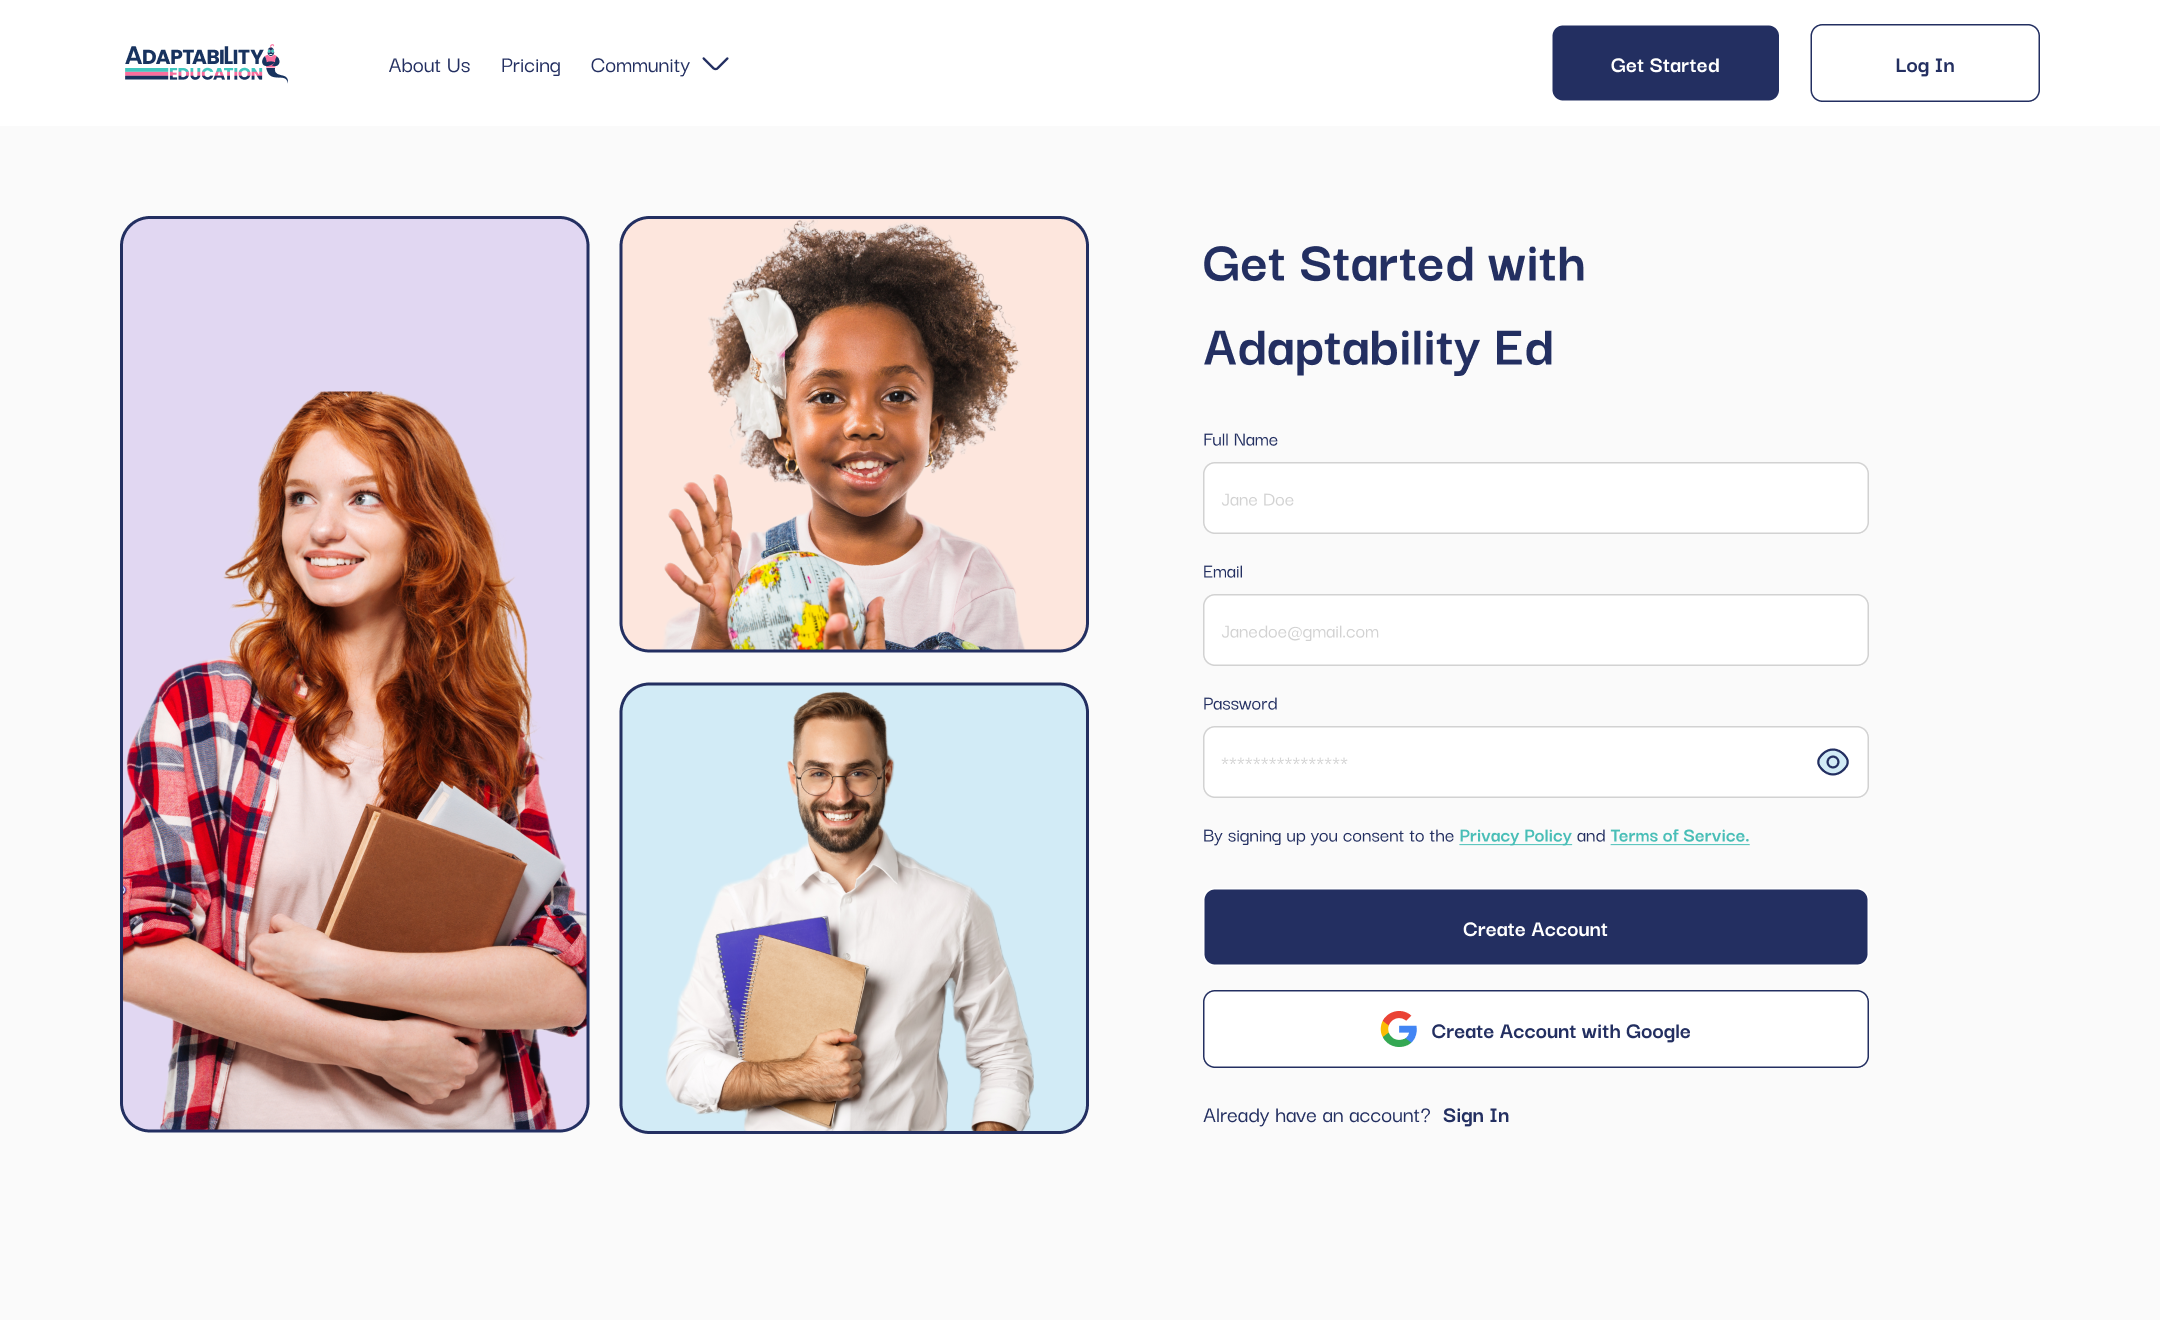 ADAPTABILITY
EDUCATION
About Us
Pricing
Community
Get Started
Log In
Get Started with
Adaptability Ed
Full Name
Jane Doe
Email
Janedoe@gmail.com
Password
****************
By signing up you consent to the Privacy Policy and Terms of Service.
Create Account
Create Account with Google
Already have an account? Sign In